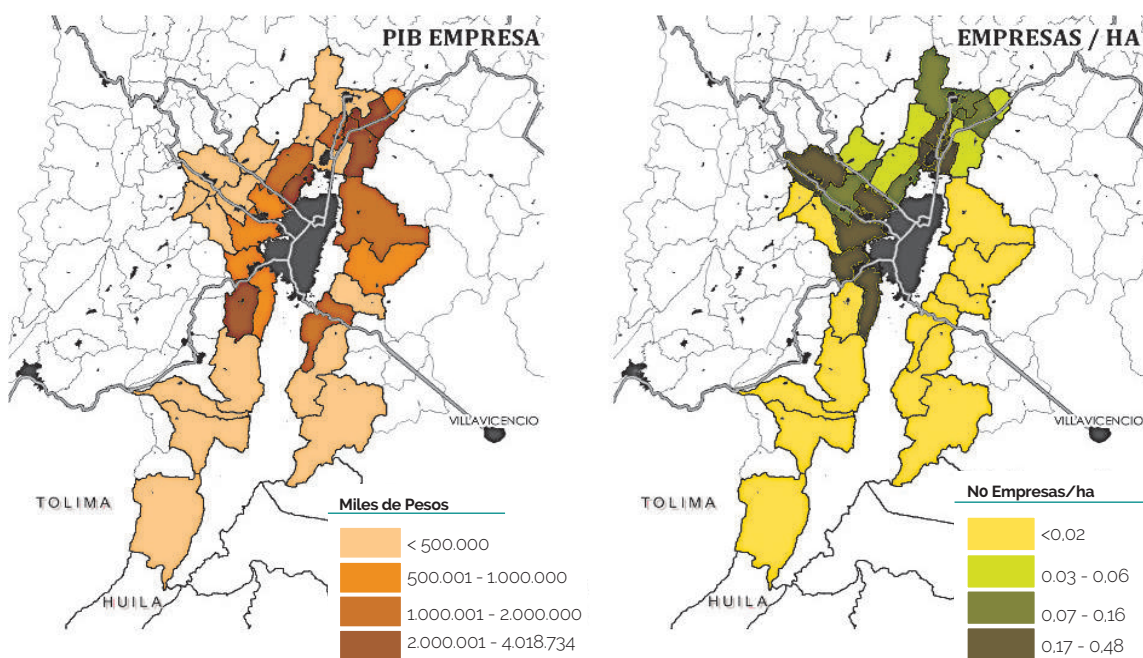 PIB EMPRESA
VILLAVICENCIO
TOLIMA
HUILA
Miles de Pesos
< 500.000
500.001 - 1.000.000
1.000.001 - 2.000.000
2.000.001 - 4.018.734
EMPRESAS / HA
VILLAVICENCIO
TOLIMA
HUILA
No Empresas/ha
<0.02
0.03 - 0.06
0.07 - 0.16
0.17 - 0.48